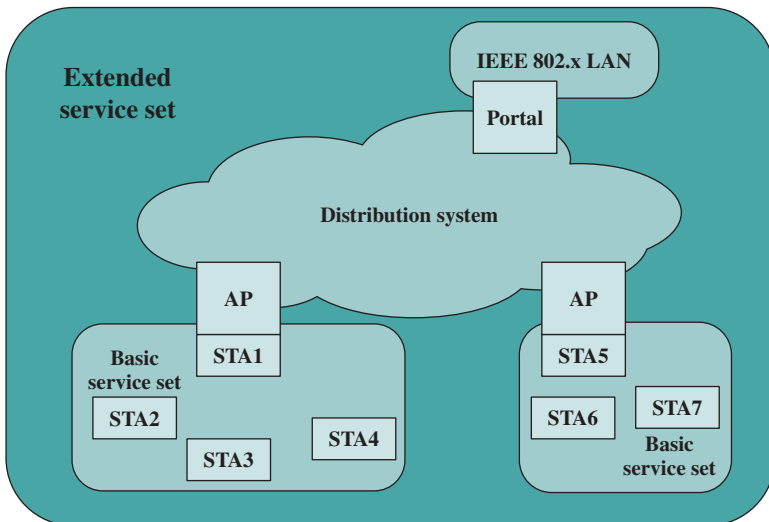 Extended
service set
IEEE 802.x LAN
Portal
Distribution system
AP
AP
STA1
STA5
Basic
service set
STA2
STA3
STA4
STA6
STA7
Basic
service set